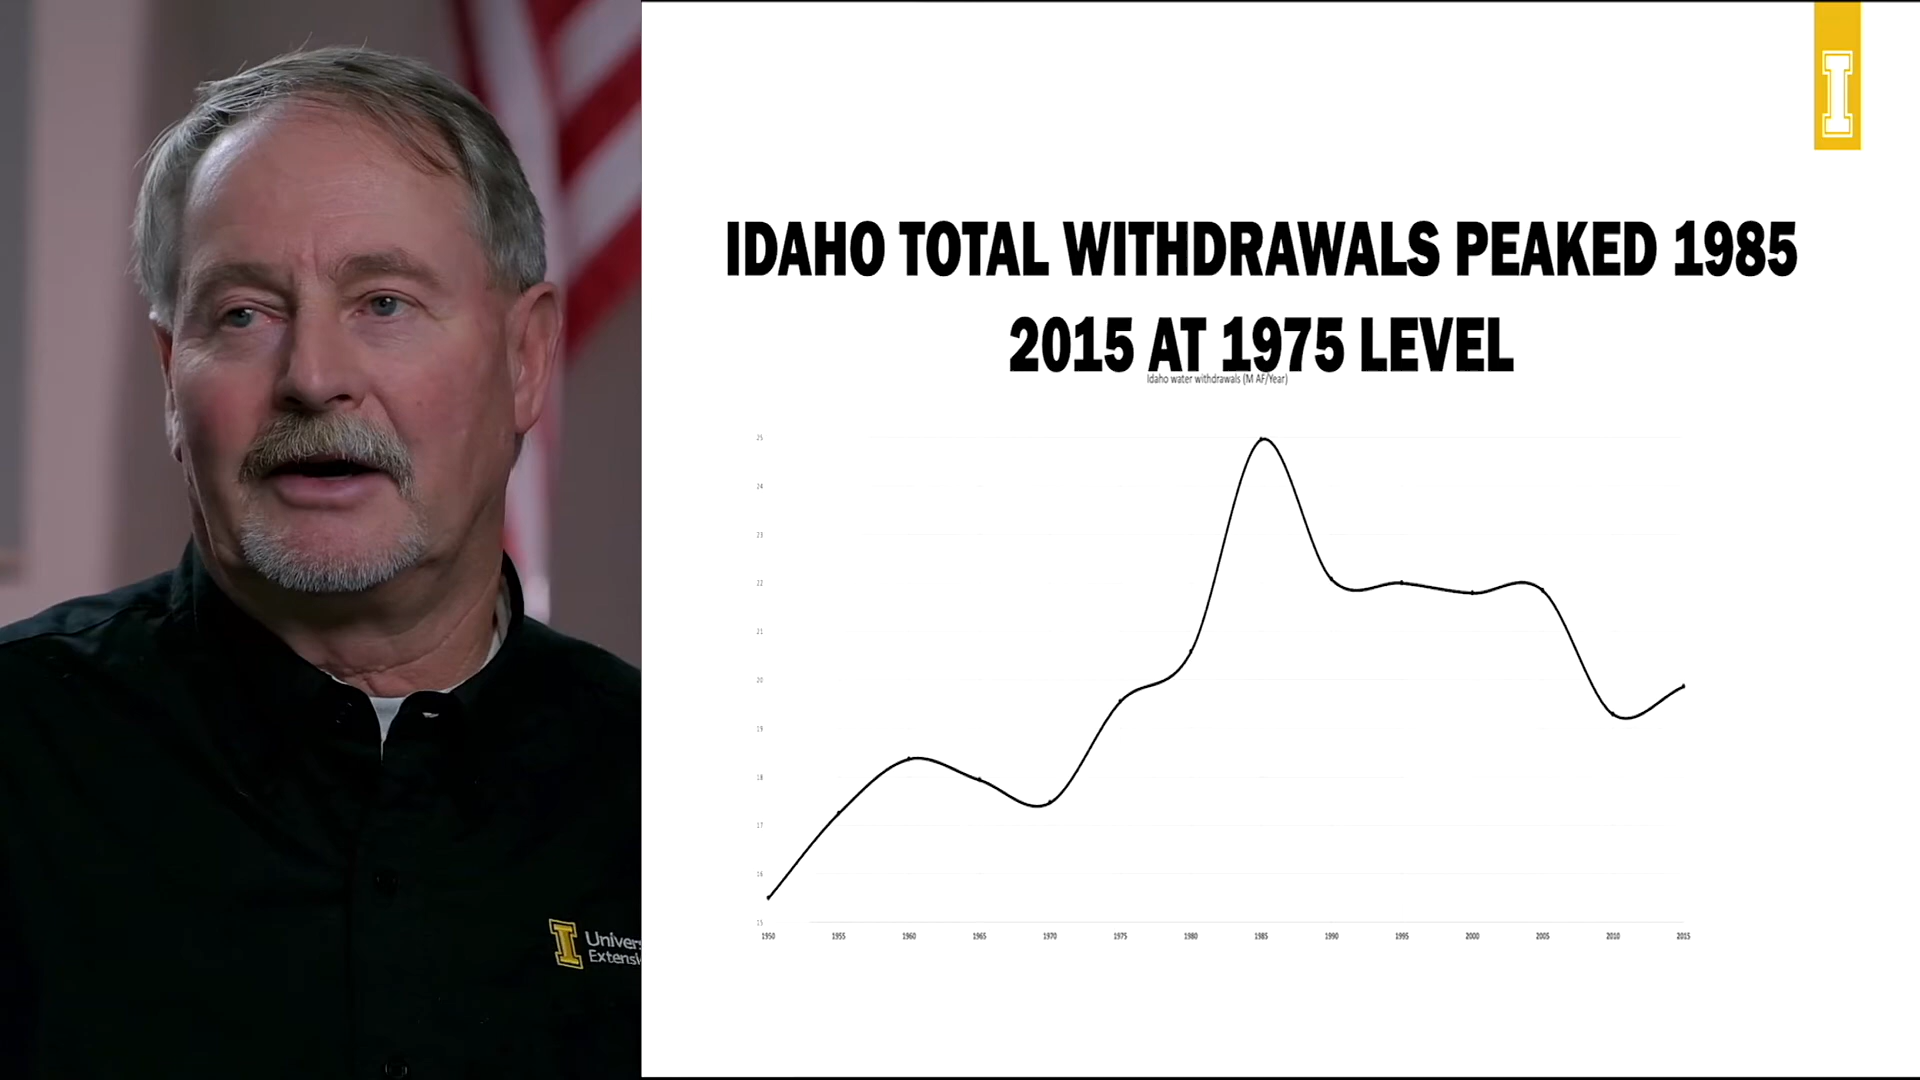 I
IDAHO TOTAL WITHDRAWALS PEAKED 1985
2015 AT 1975 LEVEL
Idaho water withdrawals (M AF/Year)
25
24
23
22
21
20
19
18
17
16
15
1950 1955 1960 1965 1970 1975 1980 1985 1990 1995 2000 2005 2010 2015
I
Univers
Extensi